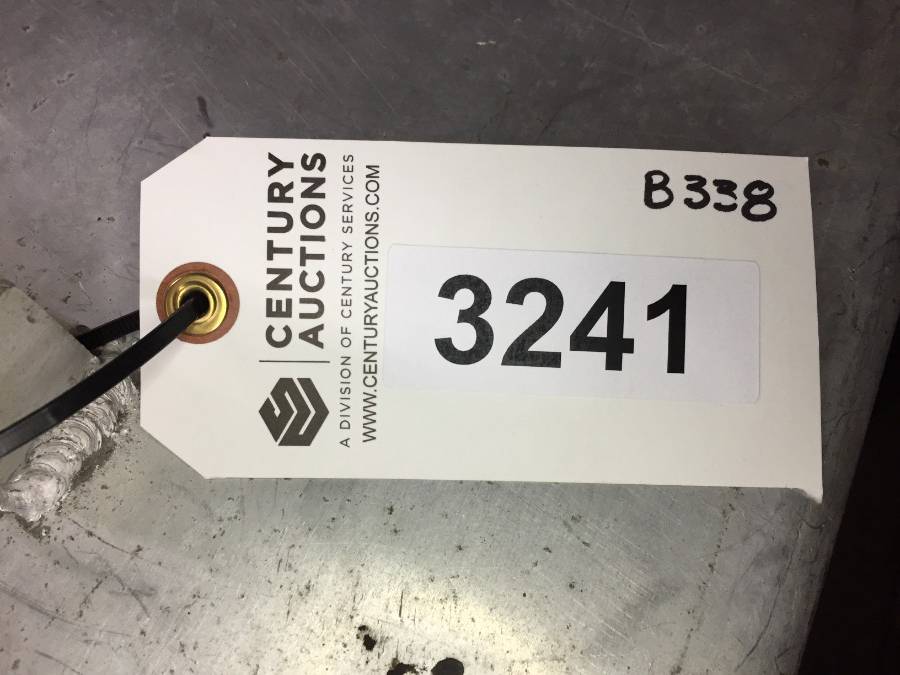 CENTURY
AUCTIONS
A DIVISION OF CENTURY SERVICES
WWW.CENTURYAUCTIONS.COM
B338
3241